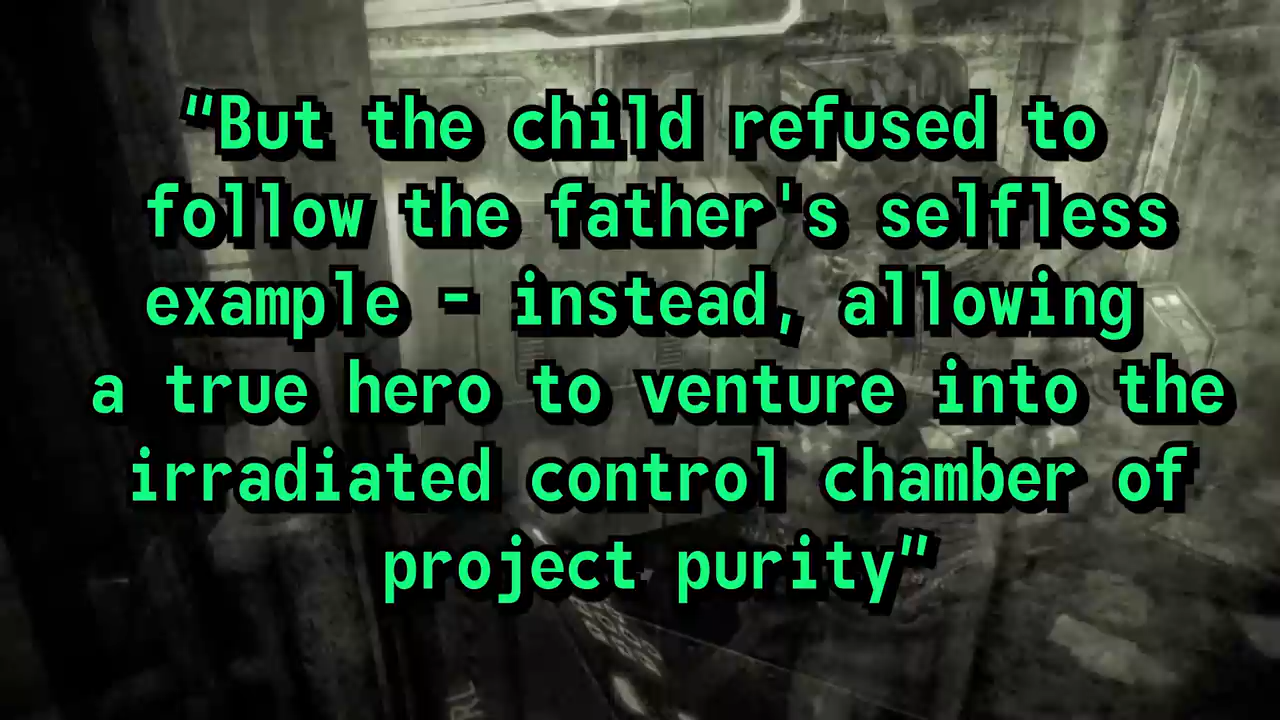 “But the child refused to
follow the father's selfless
example - instead, allowing
a true hero to venture into the
irradiated control chamber of
project purity”
RL